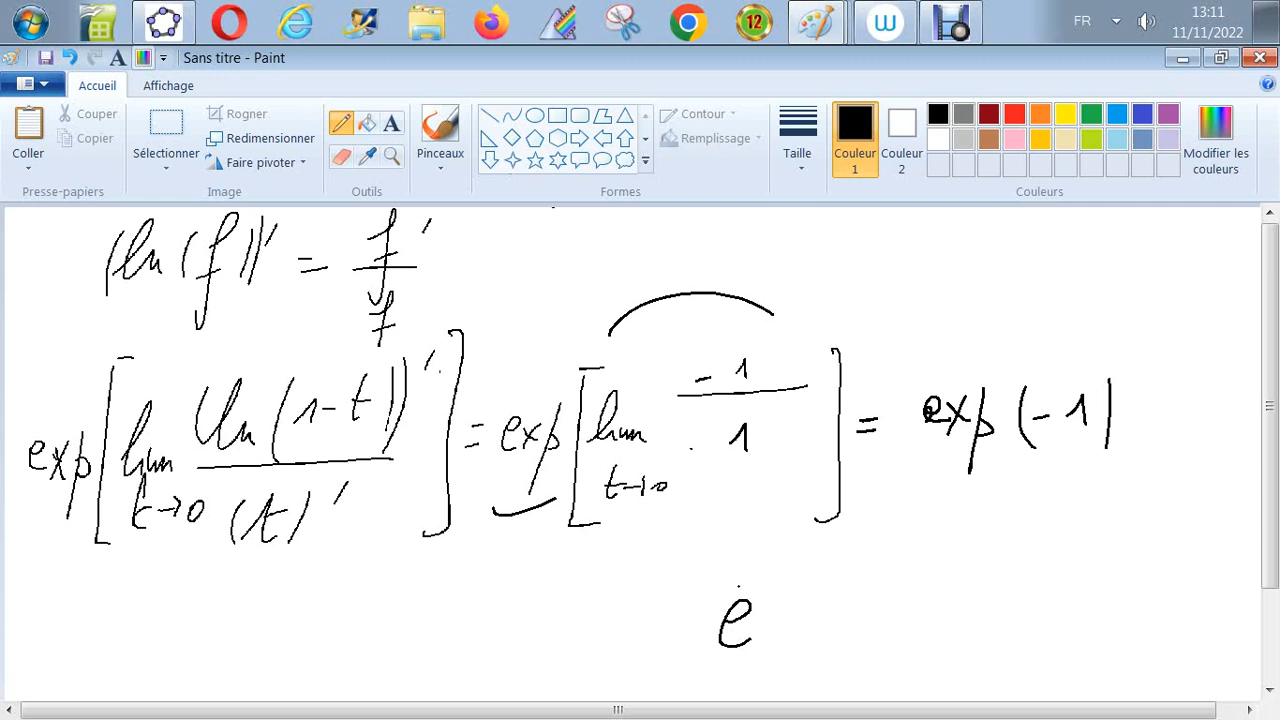 12
FR
13:11
11/11/2022
Sans titre - Paint
Accueil Affichage
Coller
Couper
Copier
Presse-papiers
Sélectionner
Rogner
Redimensionner
Faire pivoter
Image
Outils
Pinceaux
Contour
Remplissage
Formes
Taille
Couleur 1
Couleur 2
Modifier les couleurs
Couleurs
(ln(f))' = f'/f
exp[lim t→0 (ln(1-t))'/(t)'] = exp[lim t→0 -1/1] = exp(-1)
e